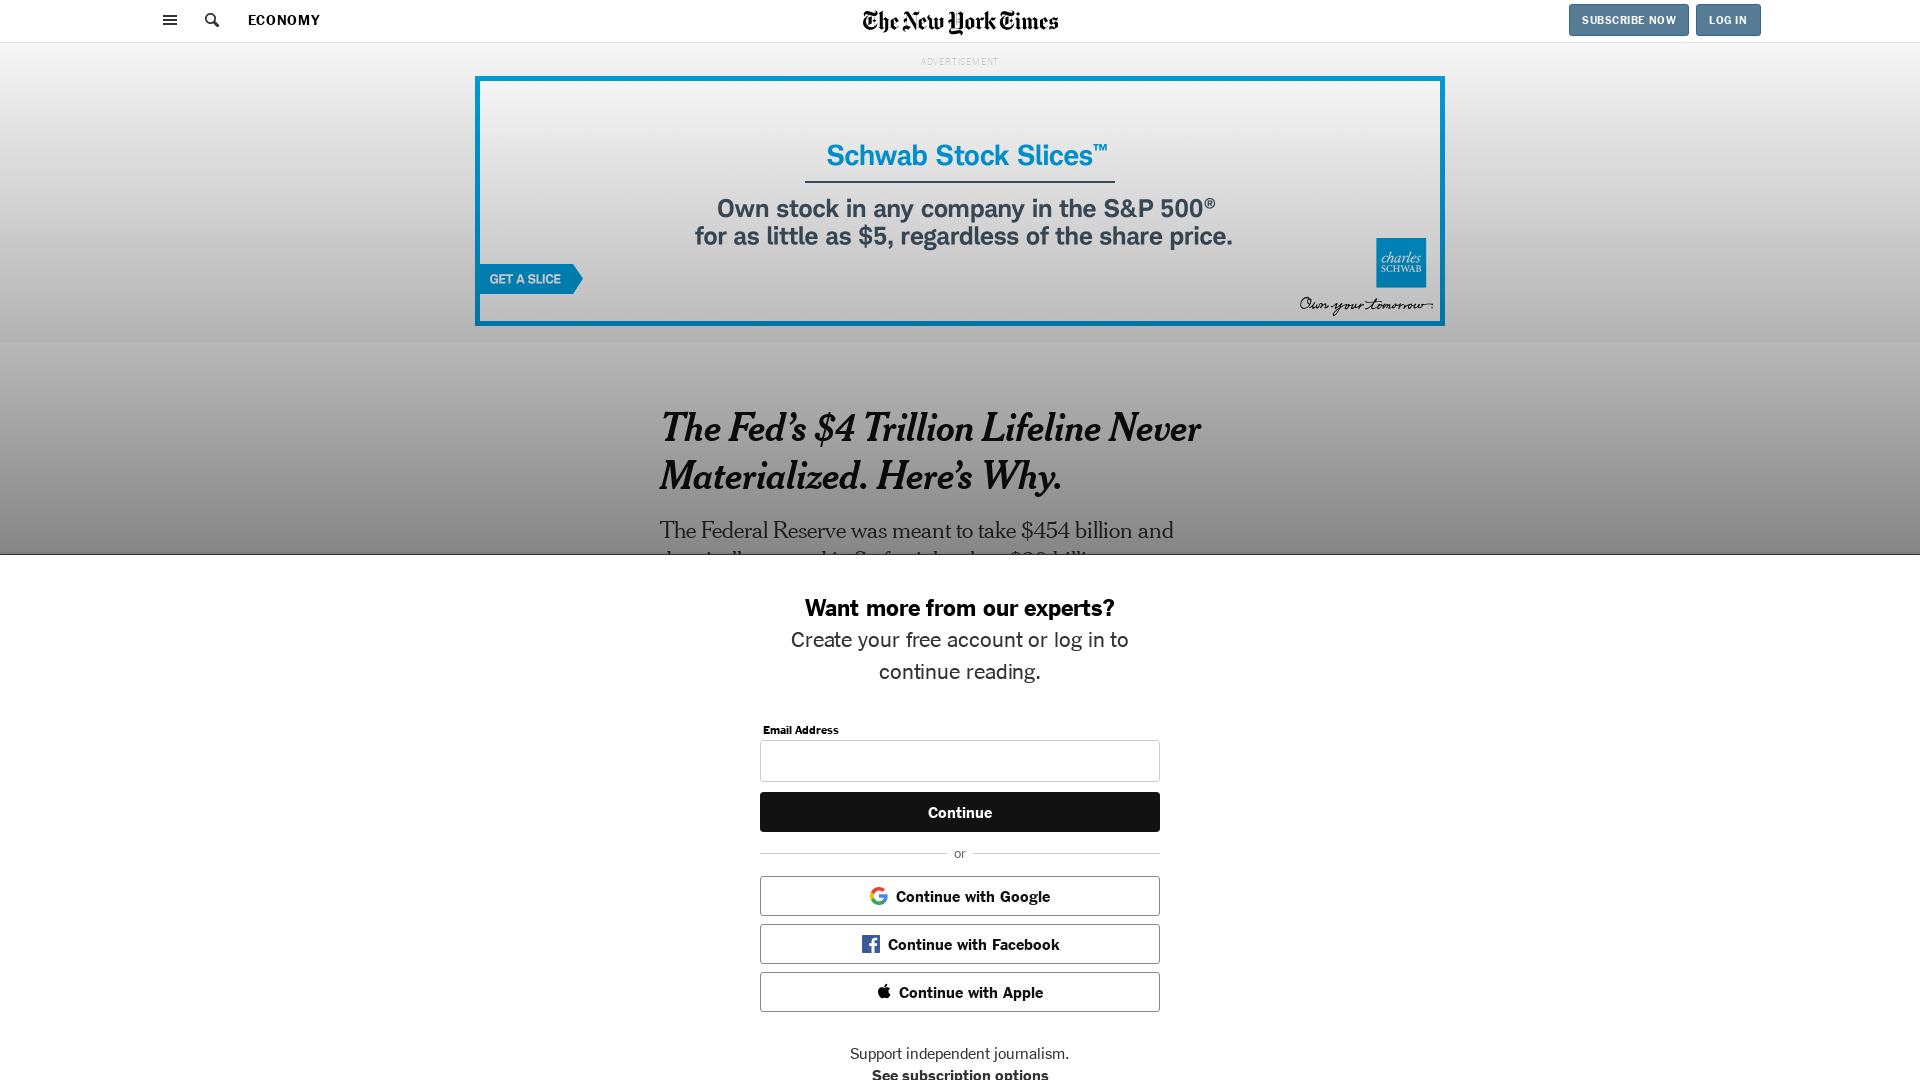 ECONOMY
The New York Times
SUBSCRIBE NOW
LOG IN
ADVERTISEMENT
Schwab Stock Slices™
Own stock in any company in the S&P 500®
for as little as $5, regardless of the share price.
GET A SLICE
charles
SCHWAB
Own your tomorrow
The Fed’s $4 Trillion Lifeline Never
Materialized. Here’s Why.
The Federal Reserve was meant to take $454 billion and
Want more from our experts?
Create your free account or log in to
continue reading.
Email Address
Continue
or
Continue with Google
Continue with Facebook
Continue with Apple
Support independent journalism.
See subscription options